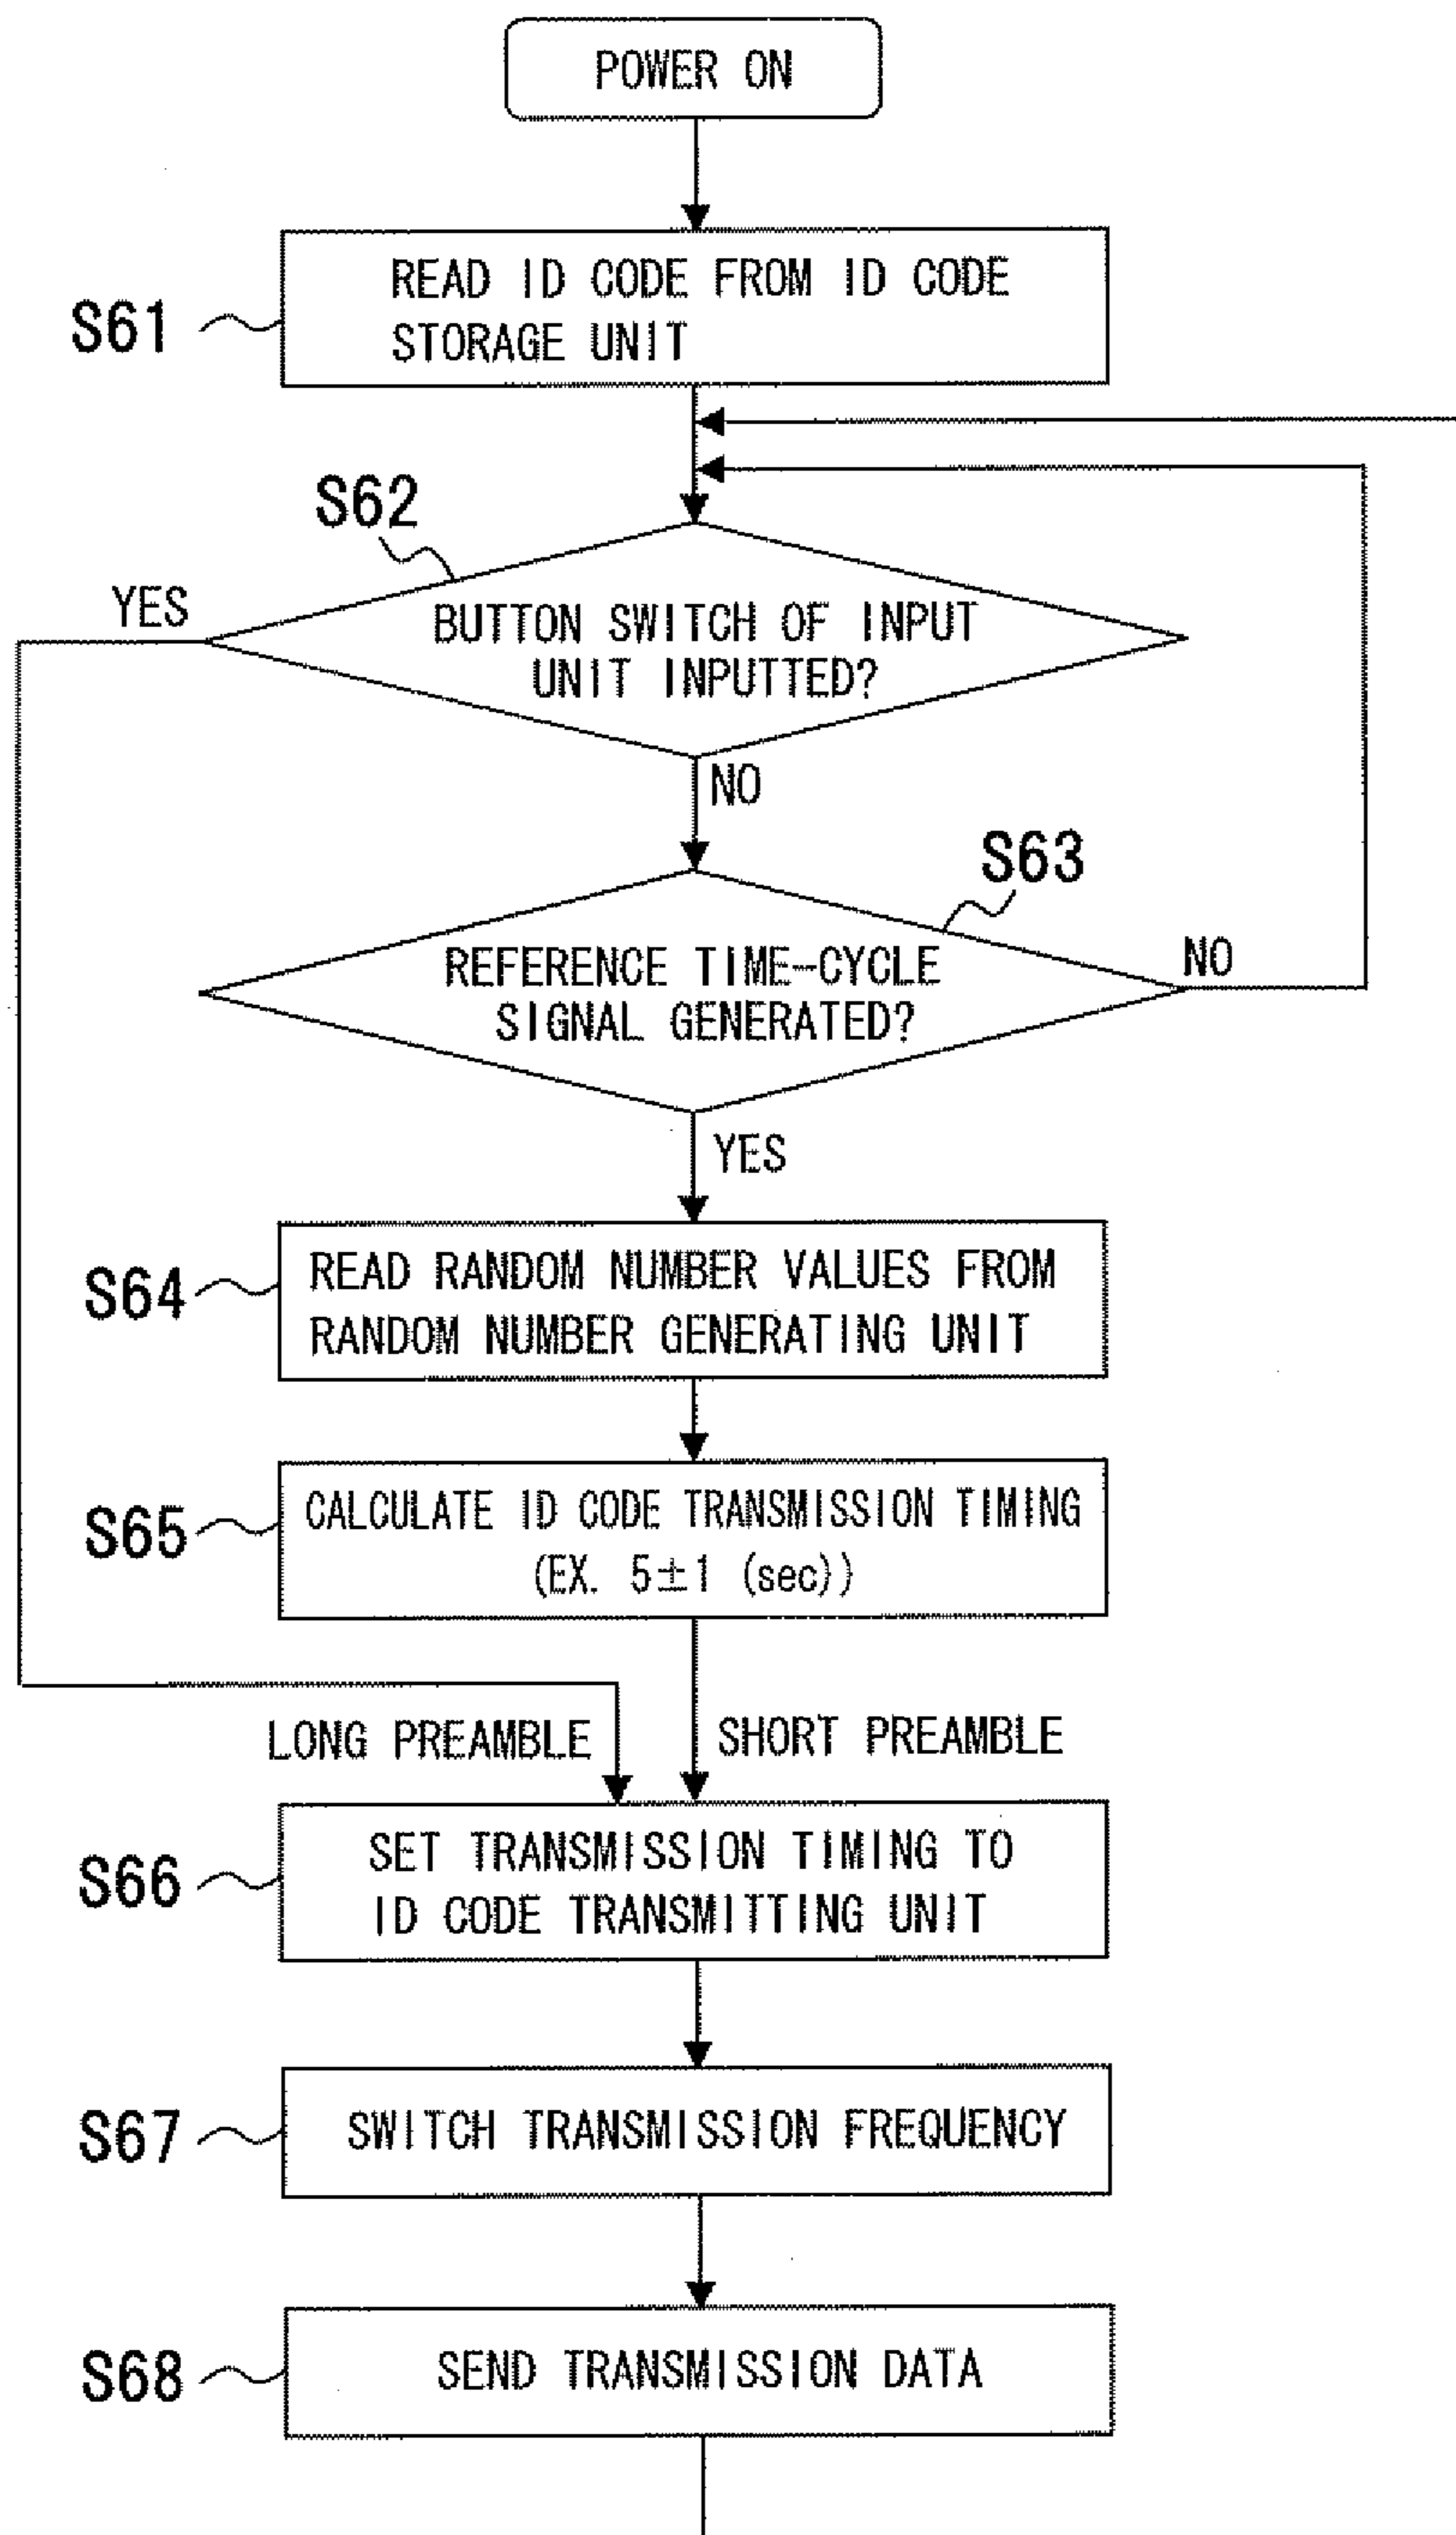 POWER ON
READ ID CODE FROM ID CODE
STORAGE UNIT
S61
S62
YES
BUTTON SWITCH OF INPUT
UNIT INPUTTED?
NO
S63
REFERENCE TIME-CYCLE
SIGNAL GENERATED?
NO
YES
S64
READ RANDOM NUMBER VALUES FROM
RANDOM NUMBER GENERATING UNIT
S65
CALCULATE ID CODE TRANSMISSION TIMING
(EX. 5±1 (sec))
LONG PREAMBLE
SHORT PREAMBLE
S66
SET TRANSMISSION TIMING TO
ID CODE TRANSMITTING UNIT
S67
SWITCH TRANSMISSION FREQUENCY
S68
SEND TRANSMISSION DATA